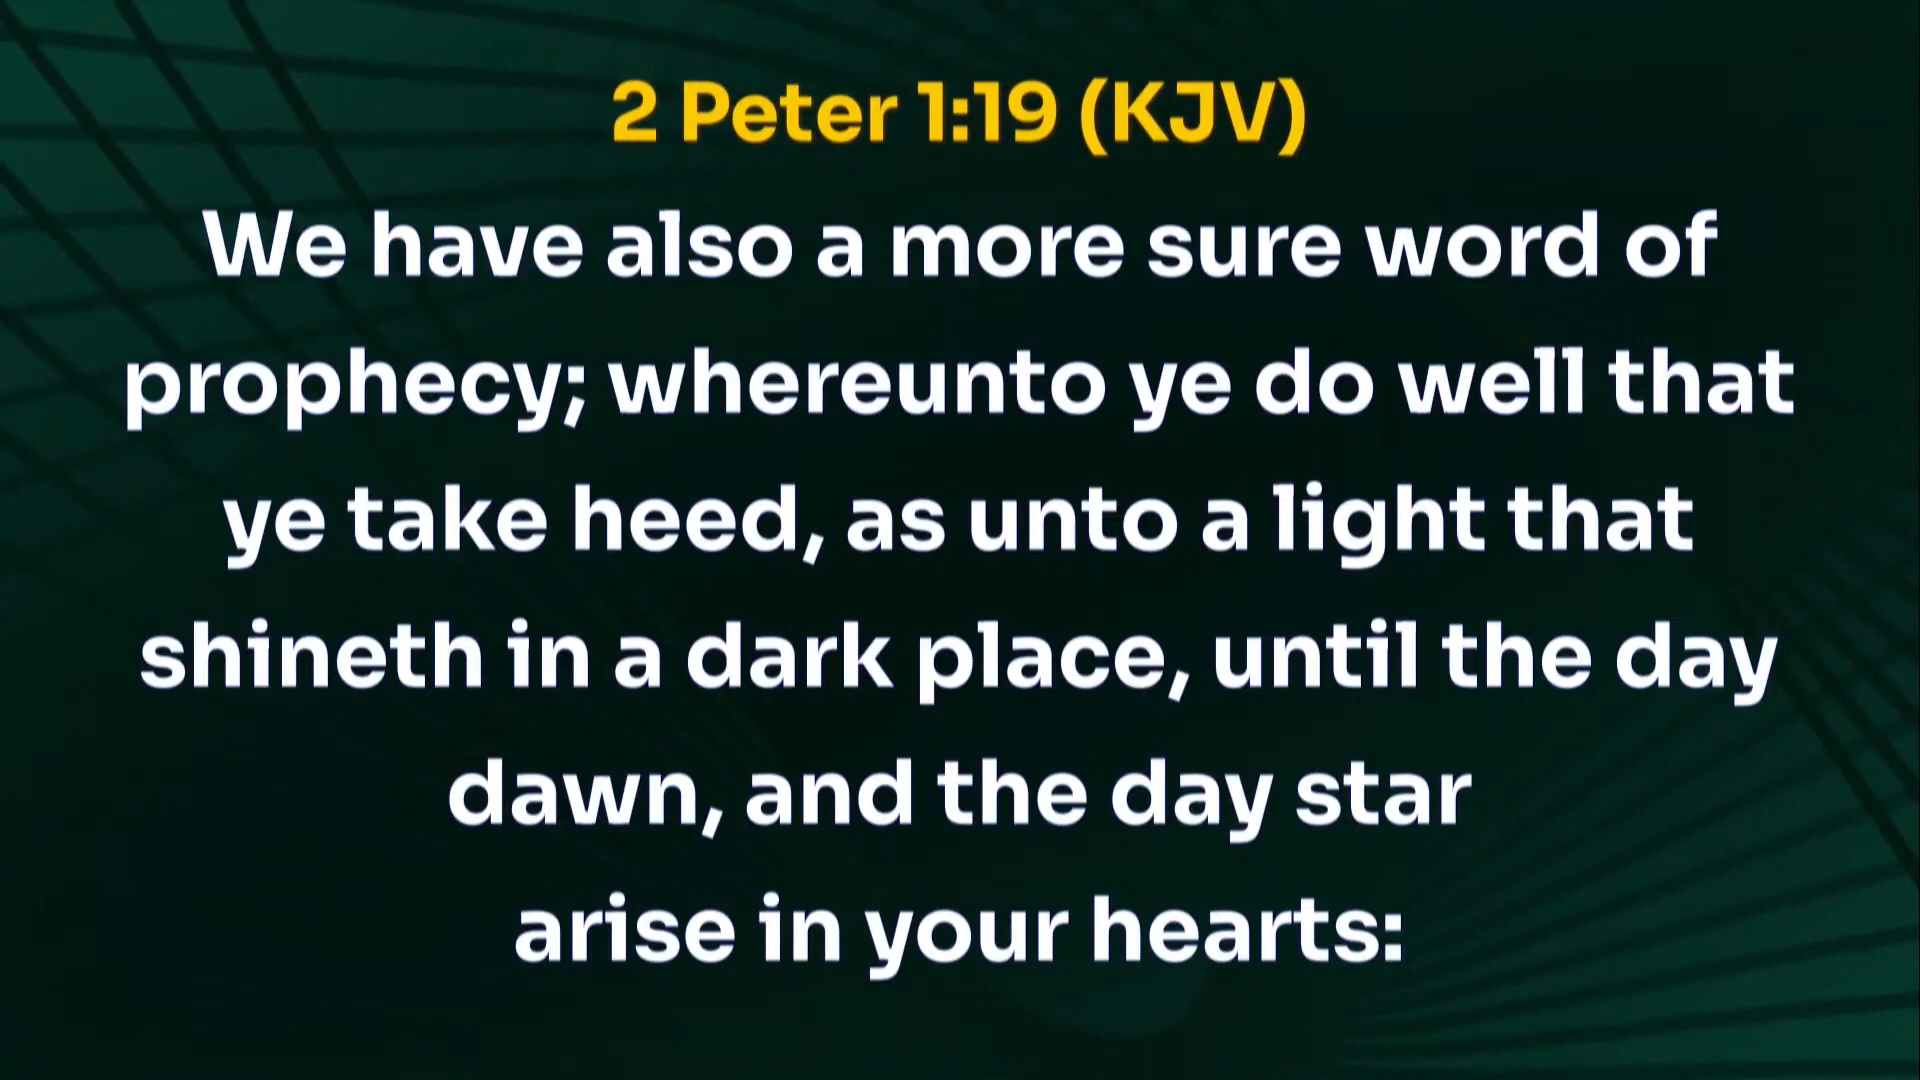 2 Peter 1:19 (KJV)
We have also a more sure word of
prophecy; whereunto ye do well that
ye take heed, as unto a light that
shineth in a dark place, until the day
dawn, and the day star
arise in your hearts: